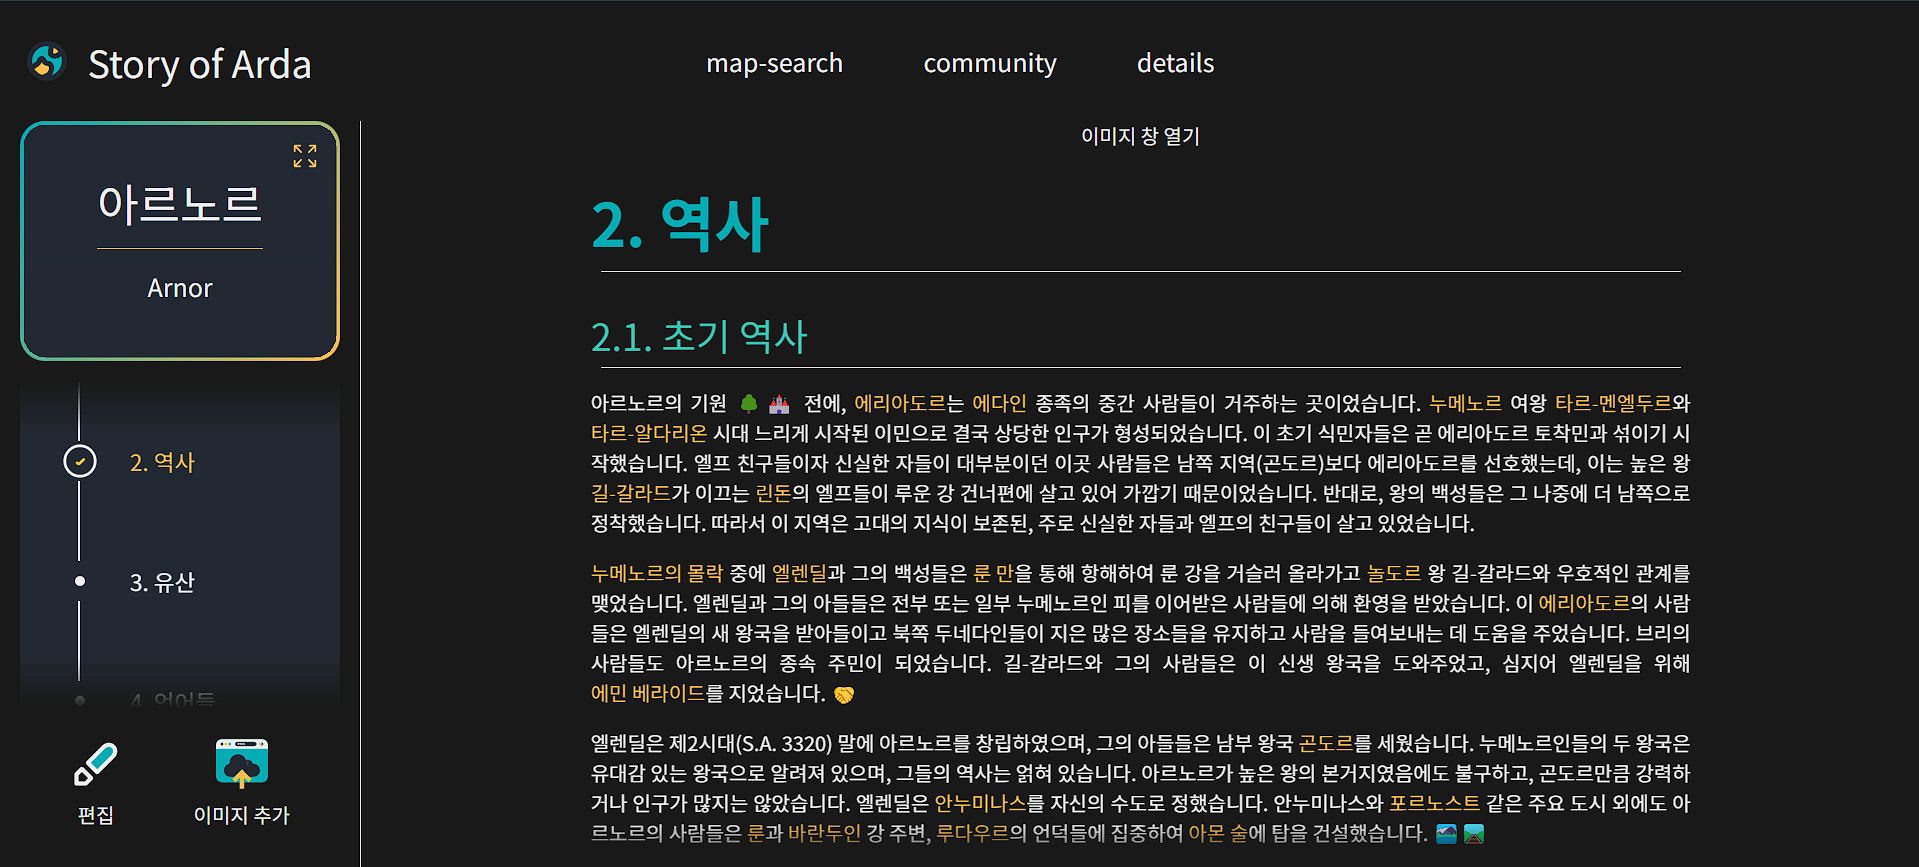 Story of Arda
map-search
community
details
아르노르
Arnor
2. 역사
3. 유산
4. 언어들
편집
이미지 추가
이미지 창 열기
2. 역사
2.1. 초기 역사
아르노르의 기원 🌳 🏰 전에, 에리아도르는 에다인 종족의 중간 사람들이 거주하는 곳이었습니다. 누메노르 여왕 타르-멘엘두르와
타르-알다리온 시대 느리게 시작된 이민으로 결국 상당한 인구가 형성되었습니다. 이 초기 식민자들은 곧 에리아도르 토착민과 섞이기 시
작했습니다. 엘프 친구들이자 신실한 자들이 대부분이던 이곳 사람들은 남쪽 지역(곤도르)보다 에리아도르를 선호했는데, 이는 높은 왕
길-갈라드가 이끄는 린돈의 엘프들이 루운 강 건너편에 살고 있어 가깝기 때문이었습니다. 반대로, 왕의 백성들은 그 나중에 더 남쪽으로
정착했습니다. 따라서 이 지역은 고대의 지식이 보존된, 주로 신실한 자들과 엘프의 친구들이 살고 있었습니다.
누메노르의 몰락 중에 엘렌딜과 그의 백성들은 룬 만을 통해 항해하여 룬 강을 거슬러 올라가고 놀도르 왕 길-갈라드와 우호적인 관계를
맺었습니다. 엘렌딜과 그의 아들들은 전부 또는 일부 누메노르인 피를 이어받은 사람들에 의해 환영을 받았습니다. 이 에리아도르의 사람
들은 엘렌딜의 새 왕국을 받아들이고 북쪽 두네다인들이 지은 많은 장소들을 유지하고 사람을 들여보내는 데 도움을 주었습니다. 브리의
사람들도 아르노르의 종속 주민이 되었습니다. 길-갈라드와 그의 사람들은 이 신생 왕국을 도와주었고, 심지어 엘렌딜을 위해
에민 베라이드를 지었습니다. 🤝
엘렌딜은 제2시대(S.A. 3320) 말에 아르노르를 창립하였으며, 그의 아들들은 남부 왕국 곤도르를 세웠습니다. 누메노르인들의 두 왕국은
유대감 있는 왕국으로 알려져 있으며, 그들의 역사는 얽혀 있습니다. 아르노르가 높은 왕의 본거지였음에도 불구하고, 곤도르만큼 강력하
거나 인구가 많지는 않았습니다. 엘렌딜은 안누미나스를 자신의 수도로 정했습니다. 안누미나스와 포르노스트 같은 주요 도시 외에도 아
르노르의 사람들은 룬과 바란두인 강 주변, 루다우르의 언덕들에 집중하여 아몬 술에 탑을 건설했습니다. 🏞️ 🛤️